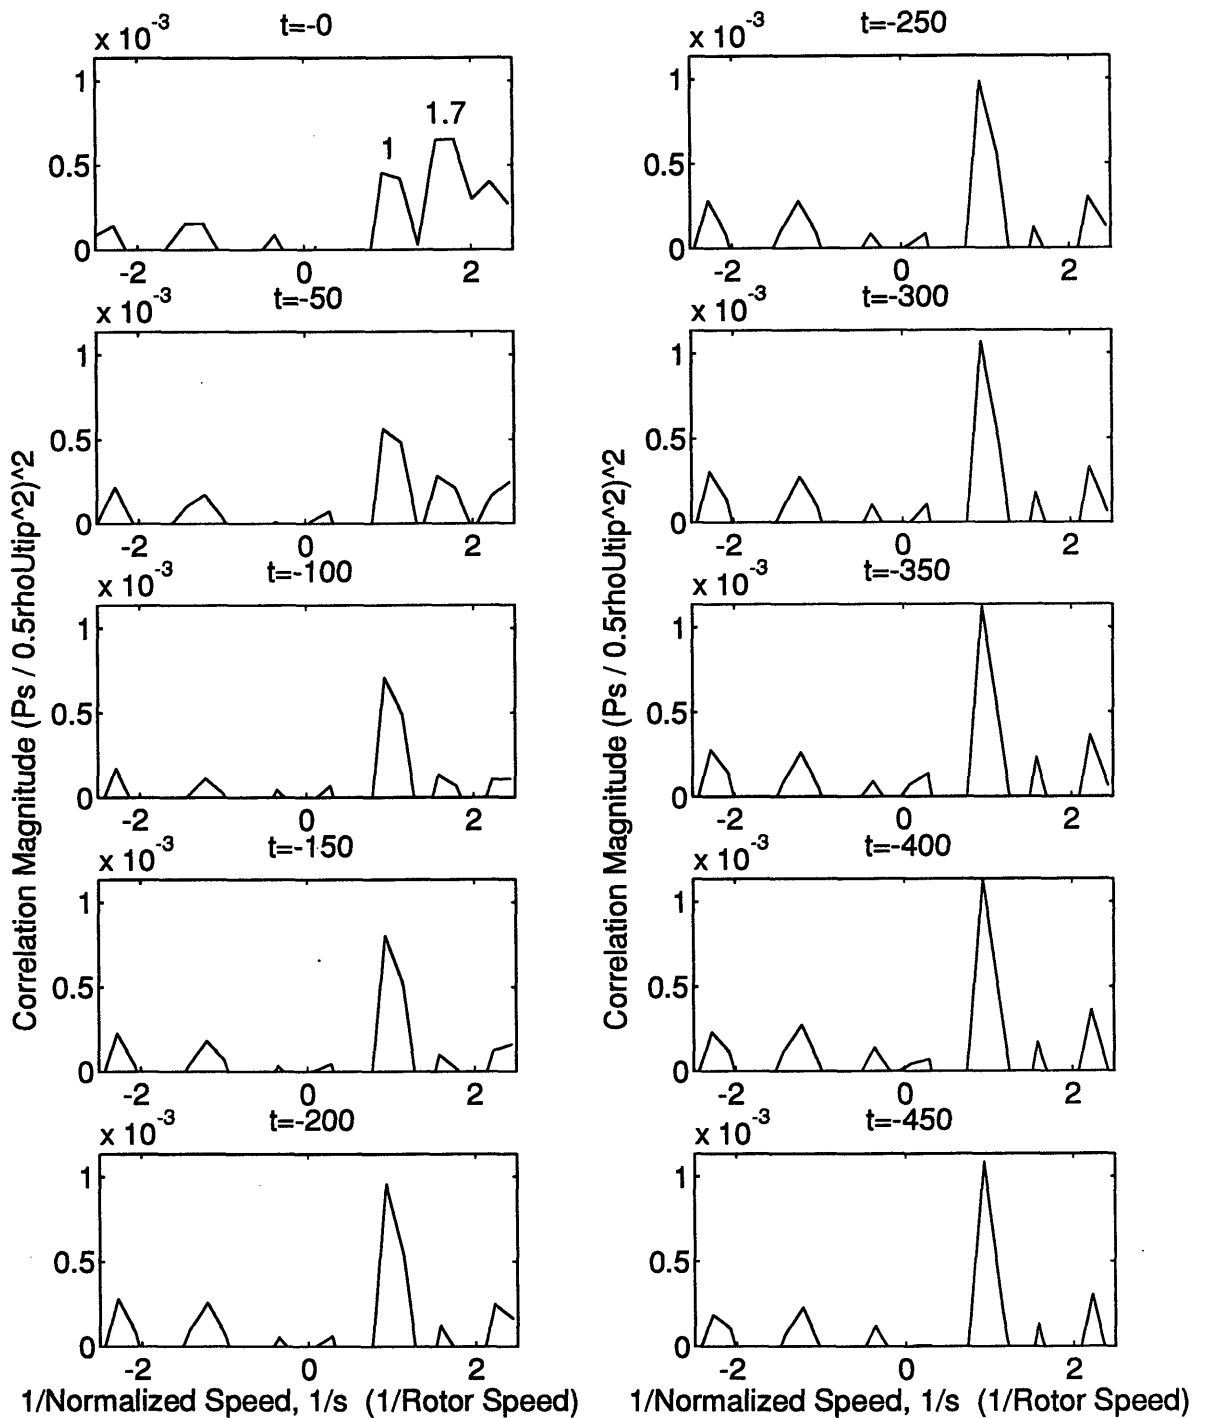 x 10^-3
t=-0
1
0.5
0
1
1.7
-2 0 2
x 10^-3
t=-50
1
0.5
0
-2 0 2
x 10^-3
t=-100
1
0.5
0
-2 0 2
x 10^-3
t=-150
1
0.5
0
-2 0 2
x 10^-3
t=-200
1
0.5
0
-2 0 2
Correlation Magnitude (Ps / 0.5rhoUtip^2)^2
1/Normalized Speed, 1/s (1/Rotor Speed)
x 10^-3
t=-250
1
0.5
0
-2 0 2
x 10^-3
t=-300
1
0.5
0
-2 0 2
x 10^-3
t=-350
1
0.5
0
-2 0 2
x 10^-3
t=-400
1
0.5
0
-2 0 2
x 10^-3
t=-450
1
0.5
0
-2 0 2
Correlation Magnitude (Ps / 0.5rhoUtip^2)^2
1/Normalized Speed, 1/s (1/Rotor Speed)